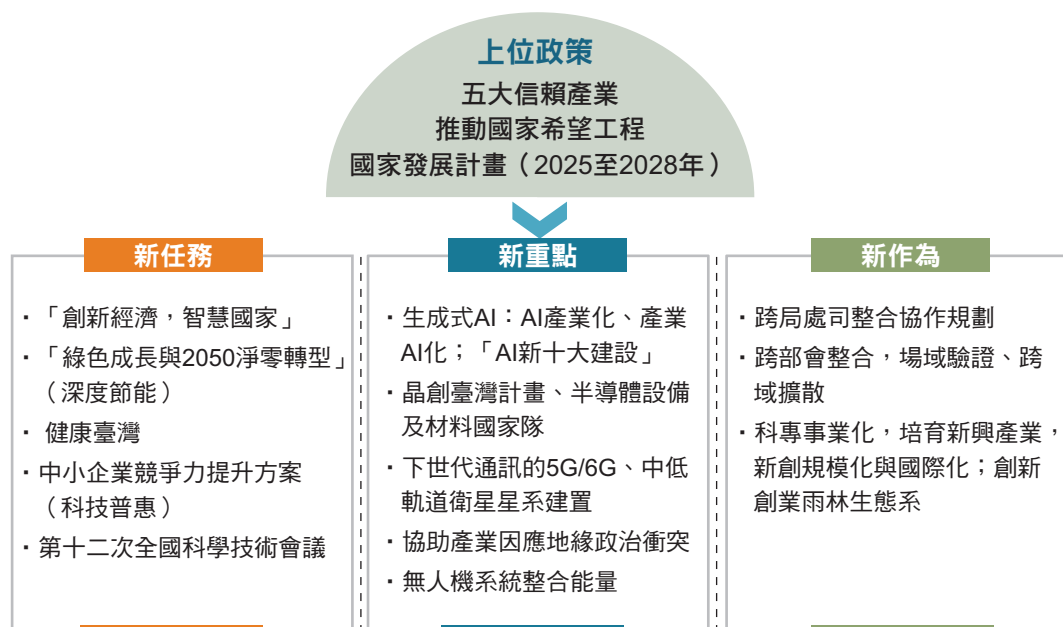 上位政策
五大信賴產業
推動國家希望工程
國家發展計畫（2025至2028年）
新任務
・「創新經濟，智慧國家」
・「綠色成長與2050淨零轉型」
（深度節能）
・ 健康臺灣
・中小企業競爭力提升方案
（科技普惠）
・第十二次全國科學技術會議
新重點
・生成式AI：AI產業化、產業
AI化；「AI新十大建設」
・晶創臺灣計畫、半導體設備
及材料國家隊
・下世代通訊的5G/6G、中低
軌道衛星星系建置
・協助產業因應地緣政治衝突
・無人機系統整合能量
新作為
・跨局處司整合協作規劃
・跨部會整合，場域驗證、跨
域擴散
・科專事業化，培育新興產業，
新創規模化與國際化；創新
創業雨林生態系